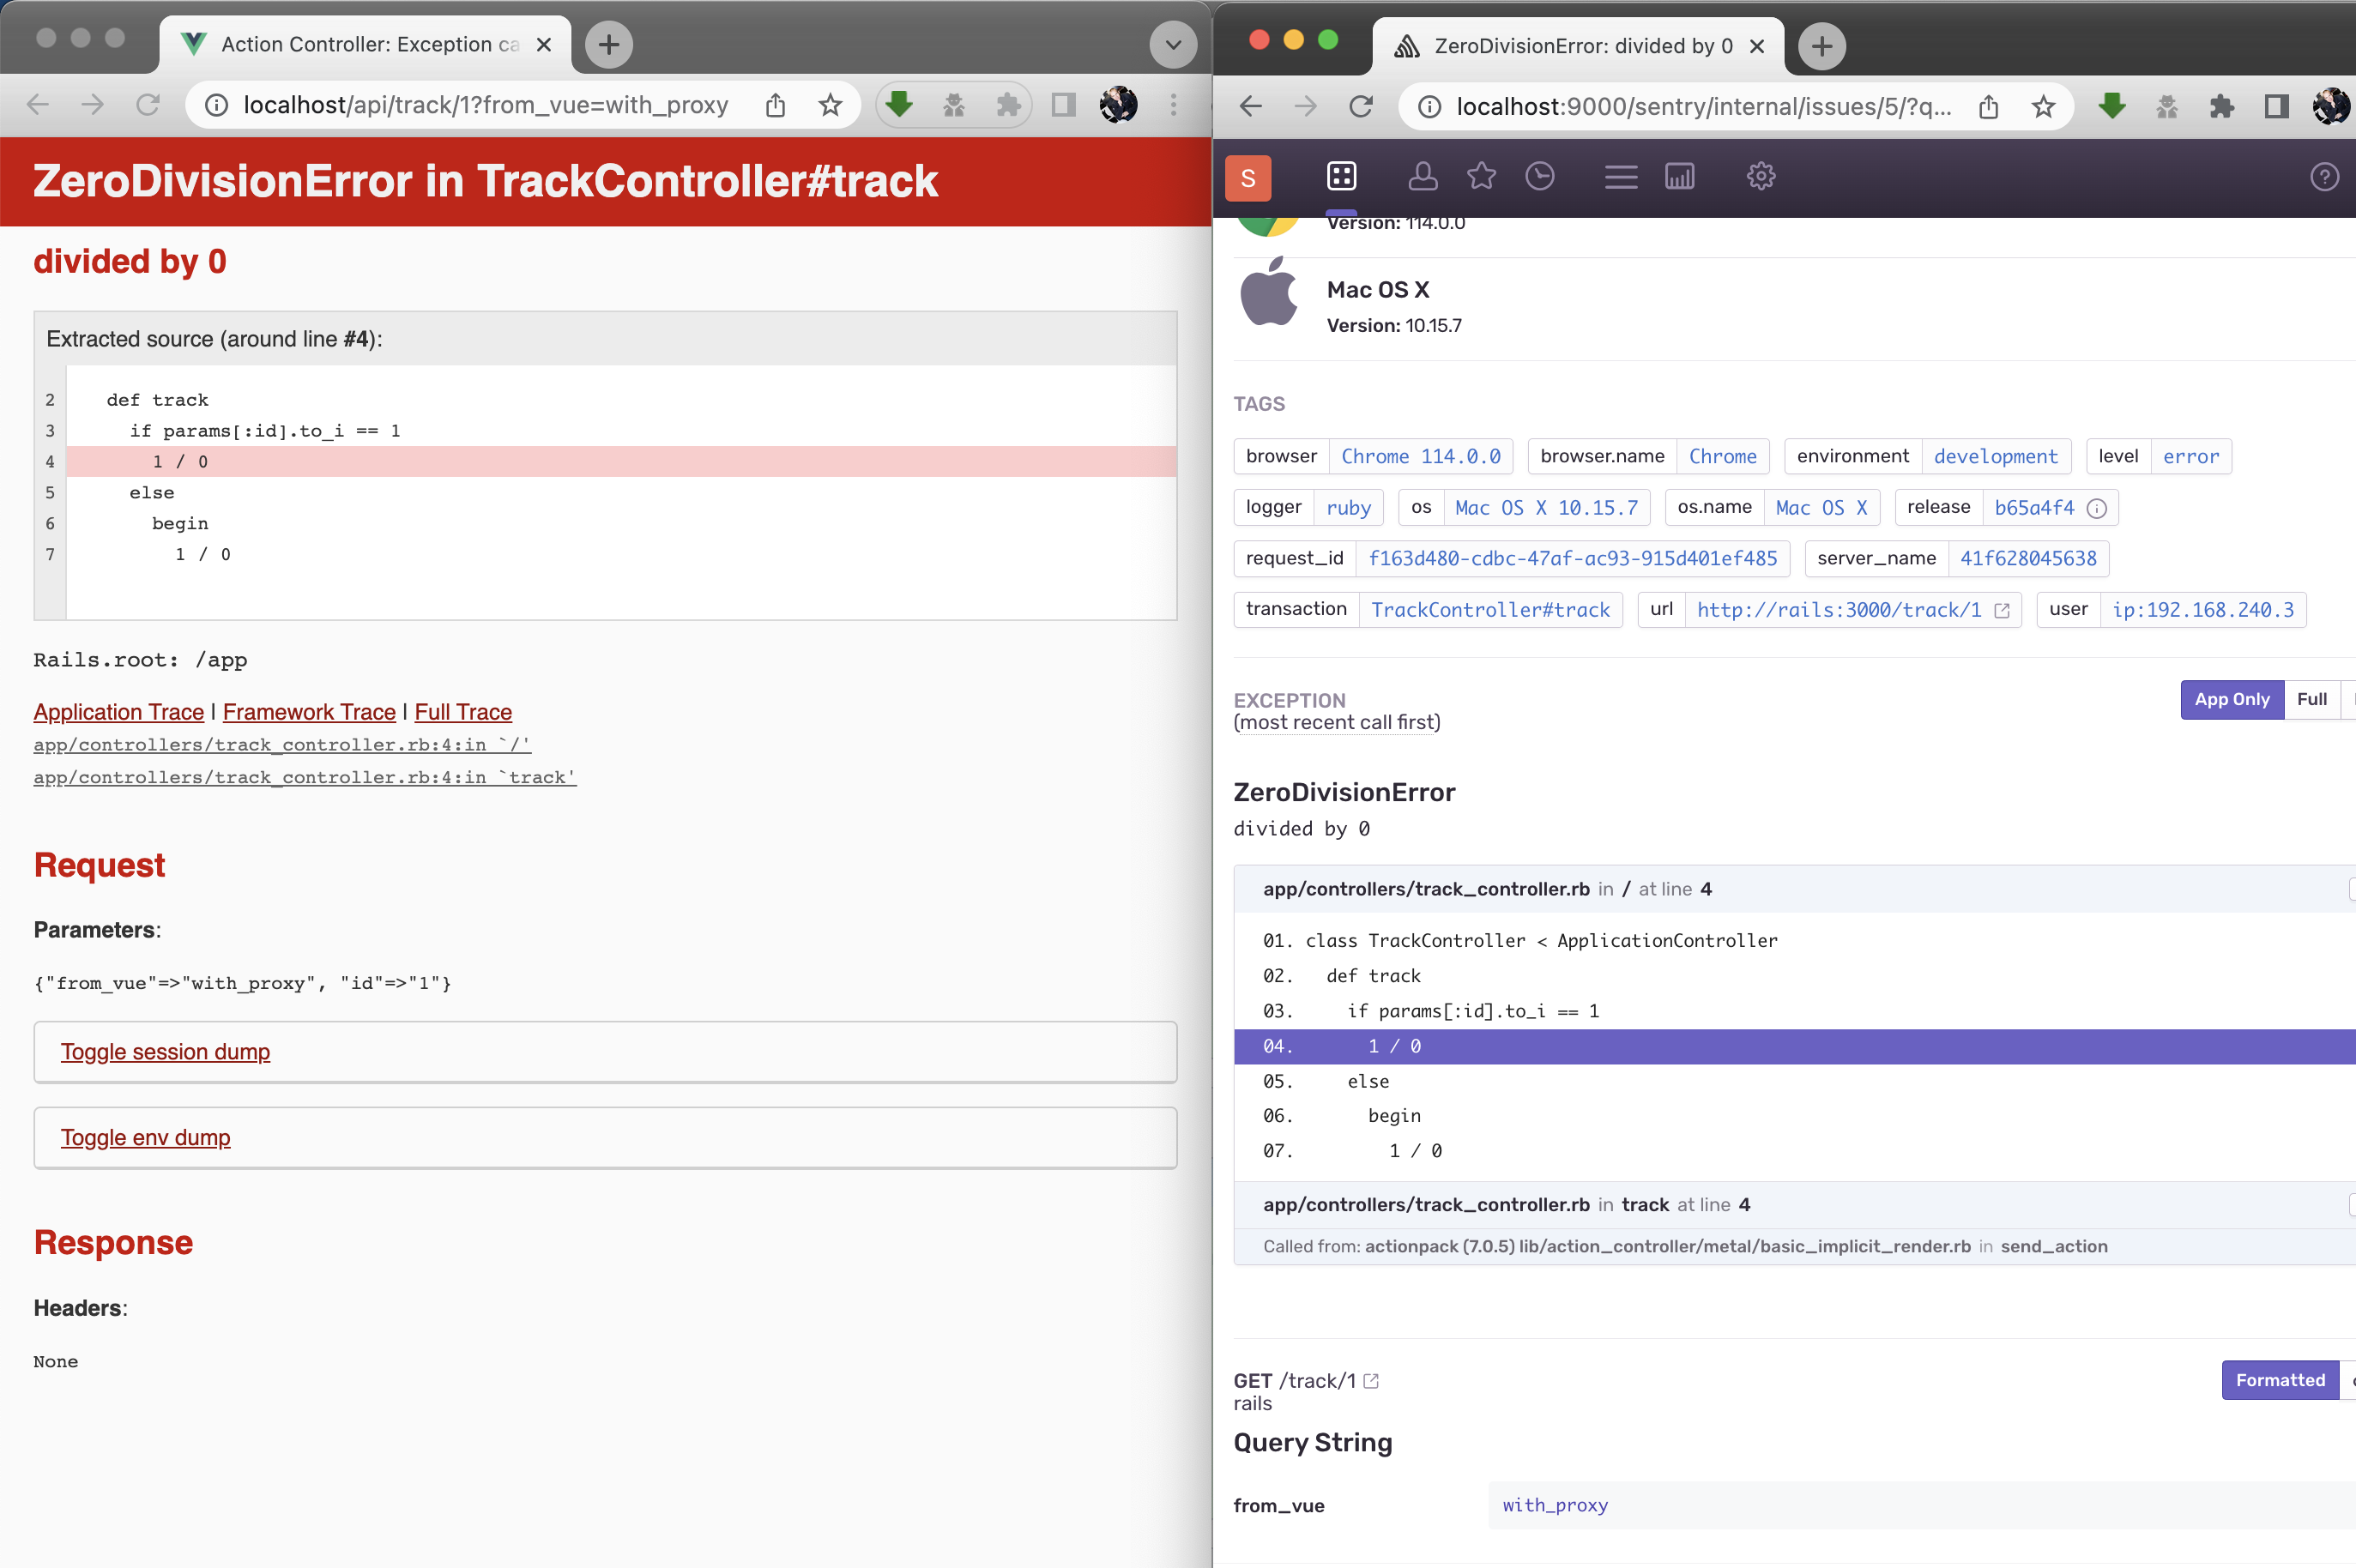 Action Controller: Exception ca
localhost/api/track/1?from_vue=with_proxy
ZeroDivisionError in TrackController#track
divided by 0
Extracted source (around line #4):
2 def track
3 if params[:id].to_i == 1
4 1 / 0
5 else
6 begin
7 1 / 0
Rails.root: /app
Application Trace | Framework Trace | Full Trace
app/controllers/track_controller.rb:4:in `/'
app/controllers/track_controller.rb:4:in `track'
Request
Parameters:
{"from_vue"=>"with_proxy", "id"=>"1"}
Toggle session dump
Toggle env dump
Response
Headers:
None
ZeroDivisionError: divided by 0
localhost:9000/sentry/internal/issues/5/?q...
S
Version: 114.0.0
Mac OS X
Version: 10.15.7
TAGS
browser Chrome 114.0.0 browser.name Chrome environment development level error
logger ruby os Mac OS X 10.15.7 os.name Mac OS X release b65a4f4
request_id f163d480-cdbc-47af-ac93-915d401ef485 server_name 41f628045638
transaction TrackController#track url http://rails:3000/track/1 user ip:192.168.240.3
EXCEPTION
(most recent call first)
App Only Full
ZeroDivisionError
divided by 0
app/controllers/track_controller.rb in / at line 4
01. class TrackController < ApplicationController
02. def track
03. if params[:id].to_i == 1
04. 1 / 0
05. else
06. begin
07. 1 / 0
app/controllers/track_controller.rb in track at line 4
Called from: actionpack (7.0.5) lib/action_controller/metal/basic_implicit_render.rb in send_action
GET /track/1
rails
Formatted
Query String
from_vue with_proxy